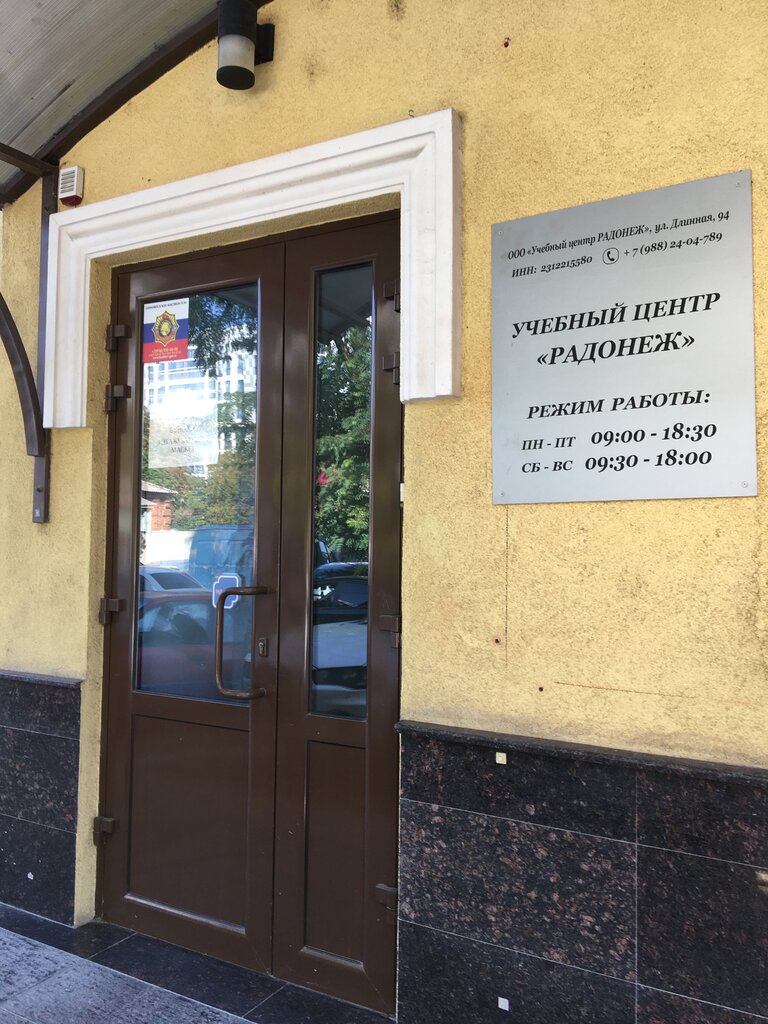 ООО «Учебный центр РАДОНЕЖ», ул. Длинная, 94
ИНН: 2312215580 + 7 (988) 24-04-789
УЧЕБНЫЙ ЦЕНТР
«РАДОНЕЖ»
РЕЖИМ РАБОТЫ:
ПН - ПТ 09:00 - 18:30
СБ - ВС 09:30 - 18:00